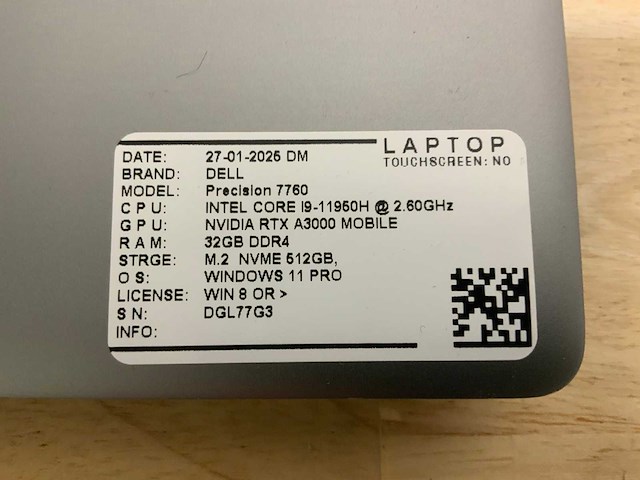 LAPTOP
TOUCHSCREEN: NO
DATE: 27-01-2025 DM
BRAND: DELL
MODEL: Precision 7760
CPU: INTEL CORE I9-11950H @ 2.60GHz
GPU: NVIDIA RTX A3000 MOBILE
RAM: 32GB DDR4
STRGE: M.2 NVME 512GB,
OS: WINDOWS 11 PRO
LICENSE: WIN 8 OR >
SN: DGL77G3
INFO: